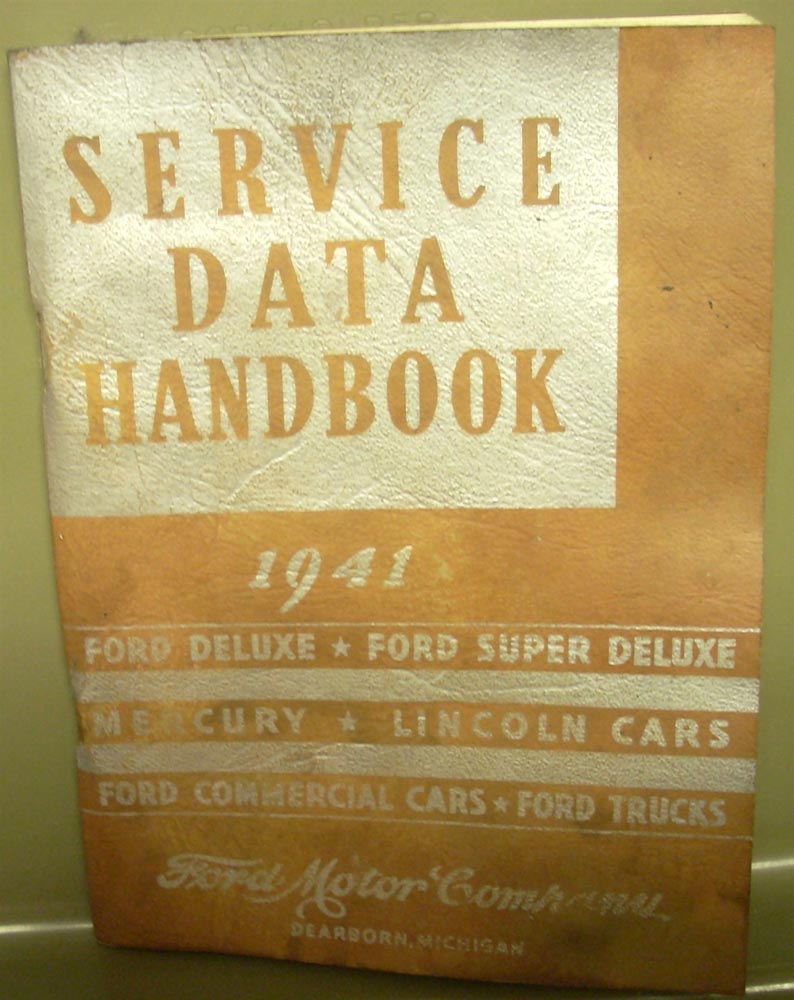 SERVICE
DATA
HANDBOOK
1941
FORD DELUXE ★ FORD SUPER DELUXE
MERCURY ★ LINCOLN CARS
FORD COMMERCIAL CARS ★ FORD TRUCKS
Ford Motor Company
DEARBORN, MICHIGAN